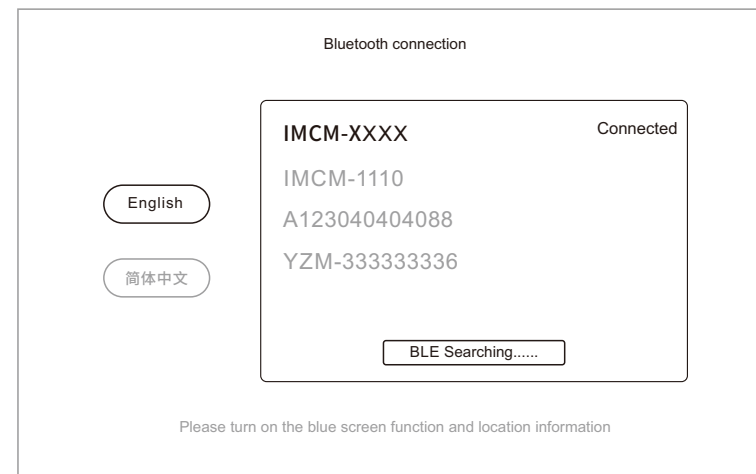 Bluetooth connection
IMCM-XXXX Connected
IMCM-1110
English
A123040404088
YZM-333333336
简体中文
BLE Searching......
Please turn on the blue screen function and location information